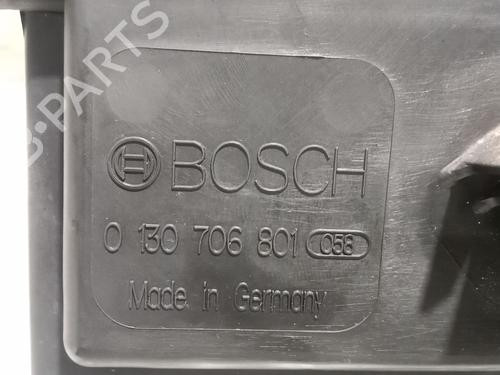 B-PARTS
BOSCH
0 130 706 801 058
Made in Germany